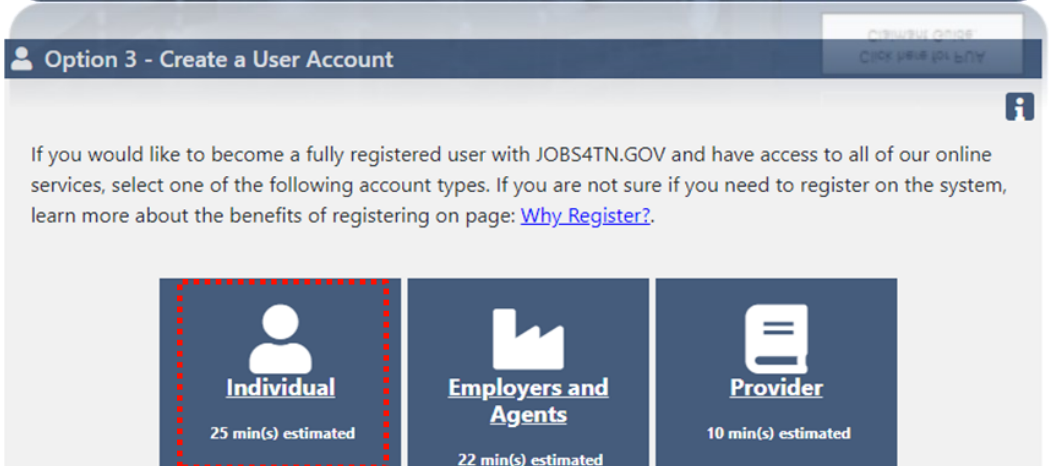 Option 3 - Create a User Account
If you would like to become a fully registered user with JOBS4TN.GOV and have access to all of our online
services, select one of the following account types. If you are not sure if you need to register on the system,
learn more about the benefits of registering on page: Why Register?.
Individual
25 min(s) estimated
Employers and
Agents
22 min(s) estimated
Provider
10 min(s) estimated